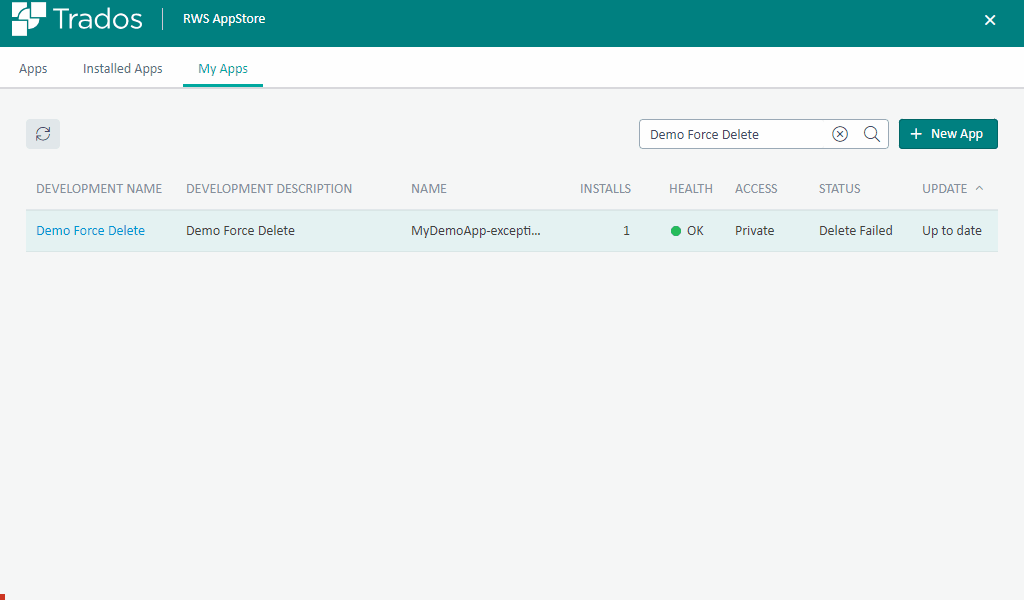 Trados RWS AppStore
Apps Installed Apps My Apps
Demo Force Delete New App
DEVELOPMENT NAME DEVELOPMENT DESCRIPTION NAME INSTALLS HEALTH ACCESS STATUS UPDATE
Demo Force Delete Demo Force Delete MyDemoApp-excepti... 1 OK Private Delete Failed Up to date